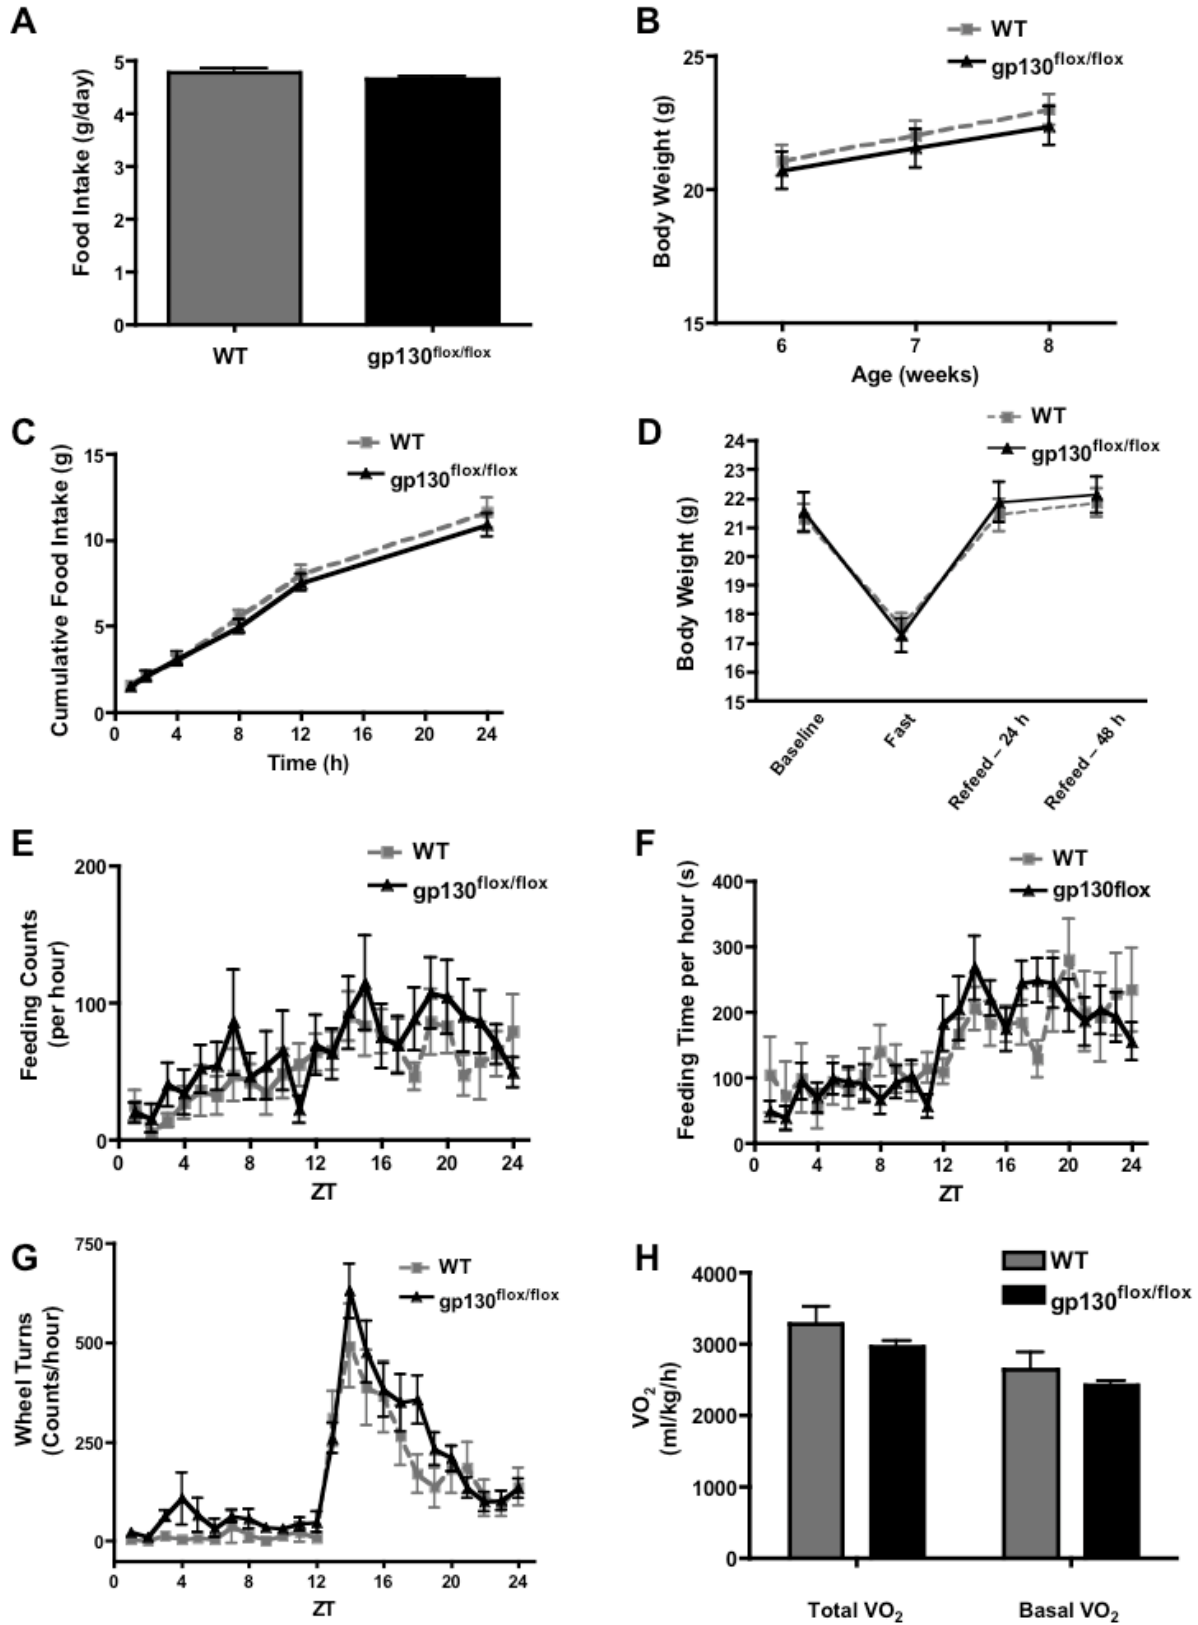 A
Food Intake (g/day)
5
4
3
2
1
0
WT
gp130flox/flox
B
WT
gp130flox/flox
Body Weight (g)
25
20
15
6 7 8
Age (weeks)
C
WT
gp130flox/flox
Cumulative Food Intake (g)
15
10
5
0
0 4 8 12 16 20 24
Time (h)
D
WT
gp130flox/flox
Body Weight (g)
24
23
22
21
20
19
18
17
16
15
Baseline
Fast
Refeed – 24 h
Refeed – 48 h
E
WT
gp130flox/flox
Feeding Counts
(per hour)
200
100
0
0 4 8 12 16 20 24
ZT
F
WT
gp130flox
Feeding Time per hour (s)
400
300
200
100
0
0 4 8 12 16 20 24
ZT
G
WT
gp130flox/flox
Wheel Turns
(Counts/hour)
750
500
250
0
0 4 8 12 16 20 24
ZT
H
WT
gp130flox/flox
VO2
(ml/kg/h)
4000
3000
2000
1000
0
Total VO2
Basal VO2